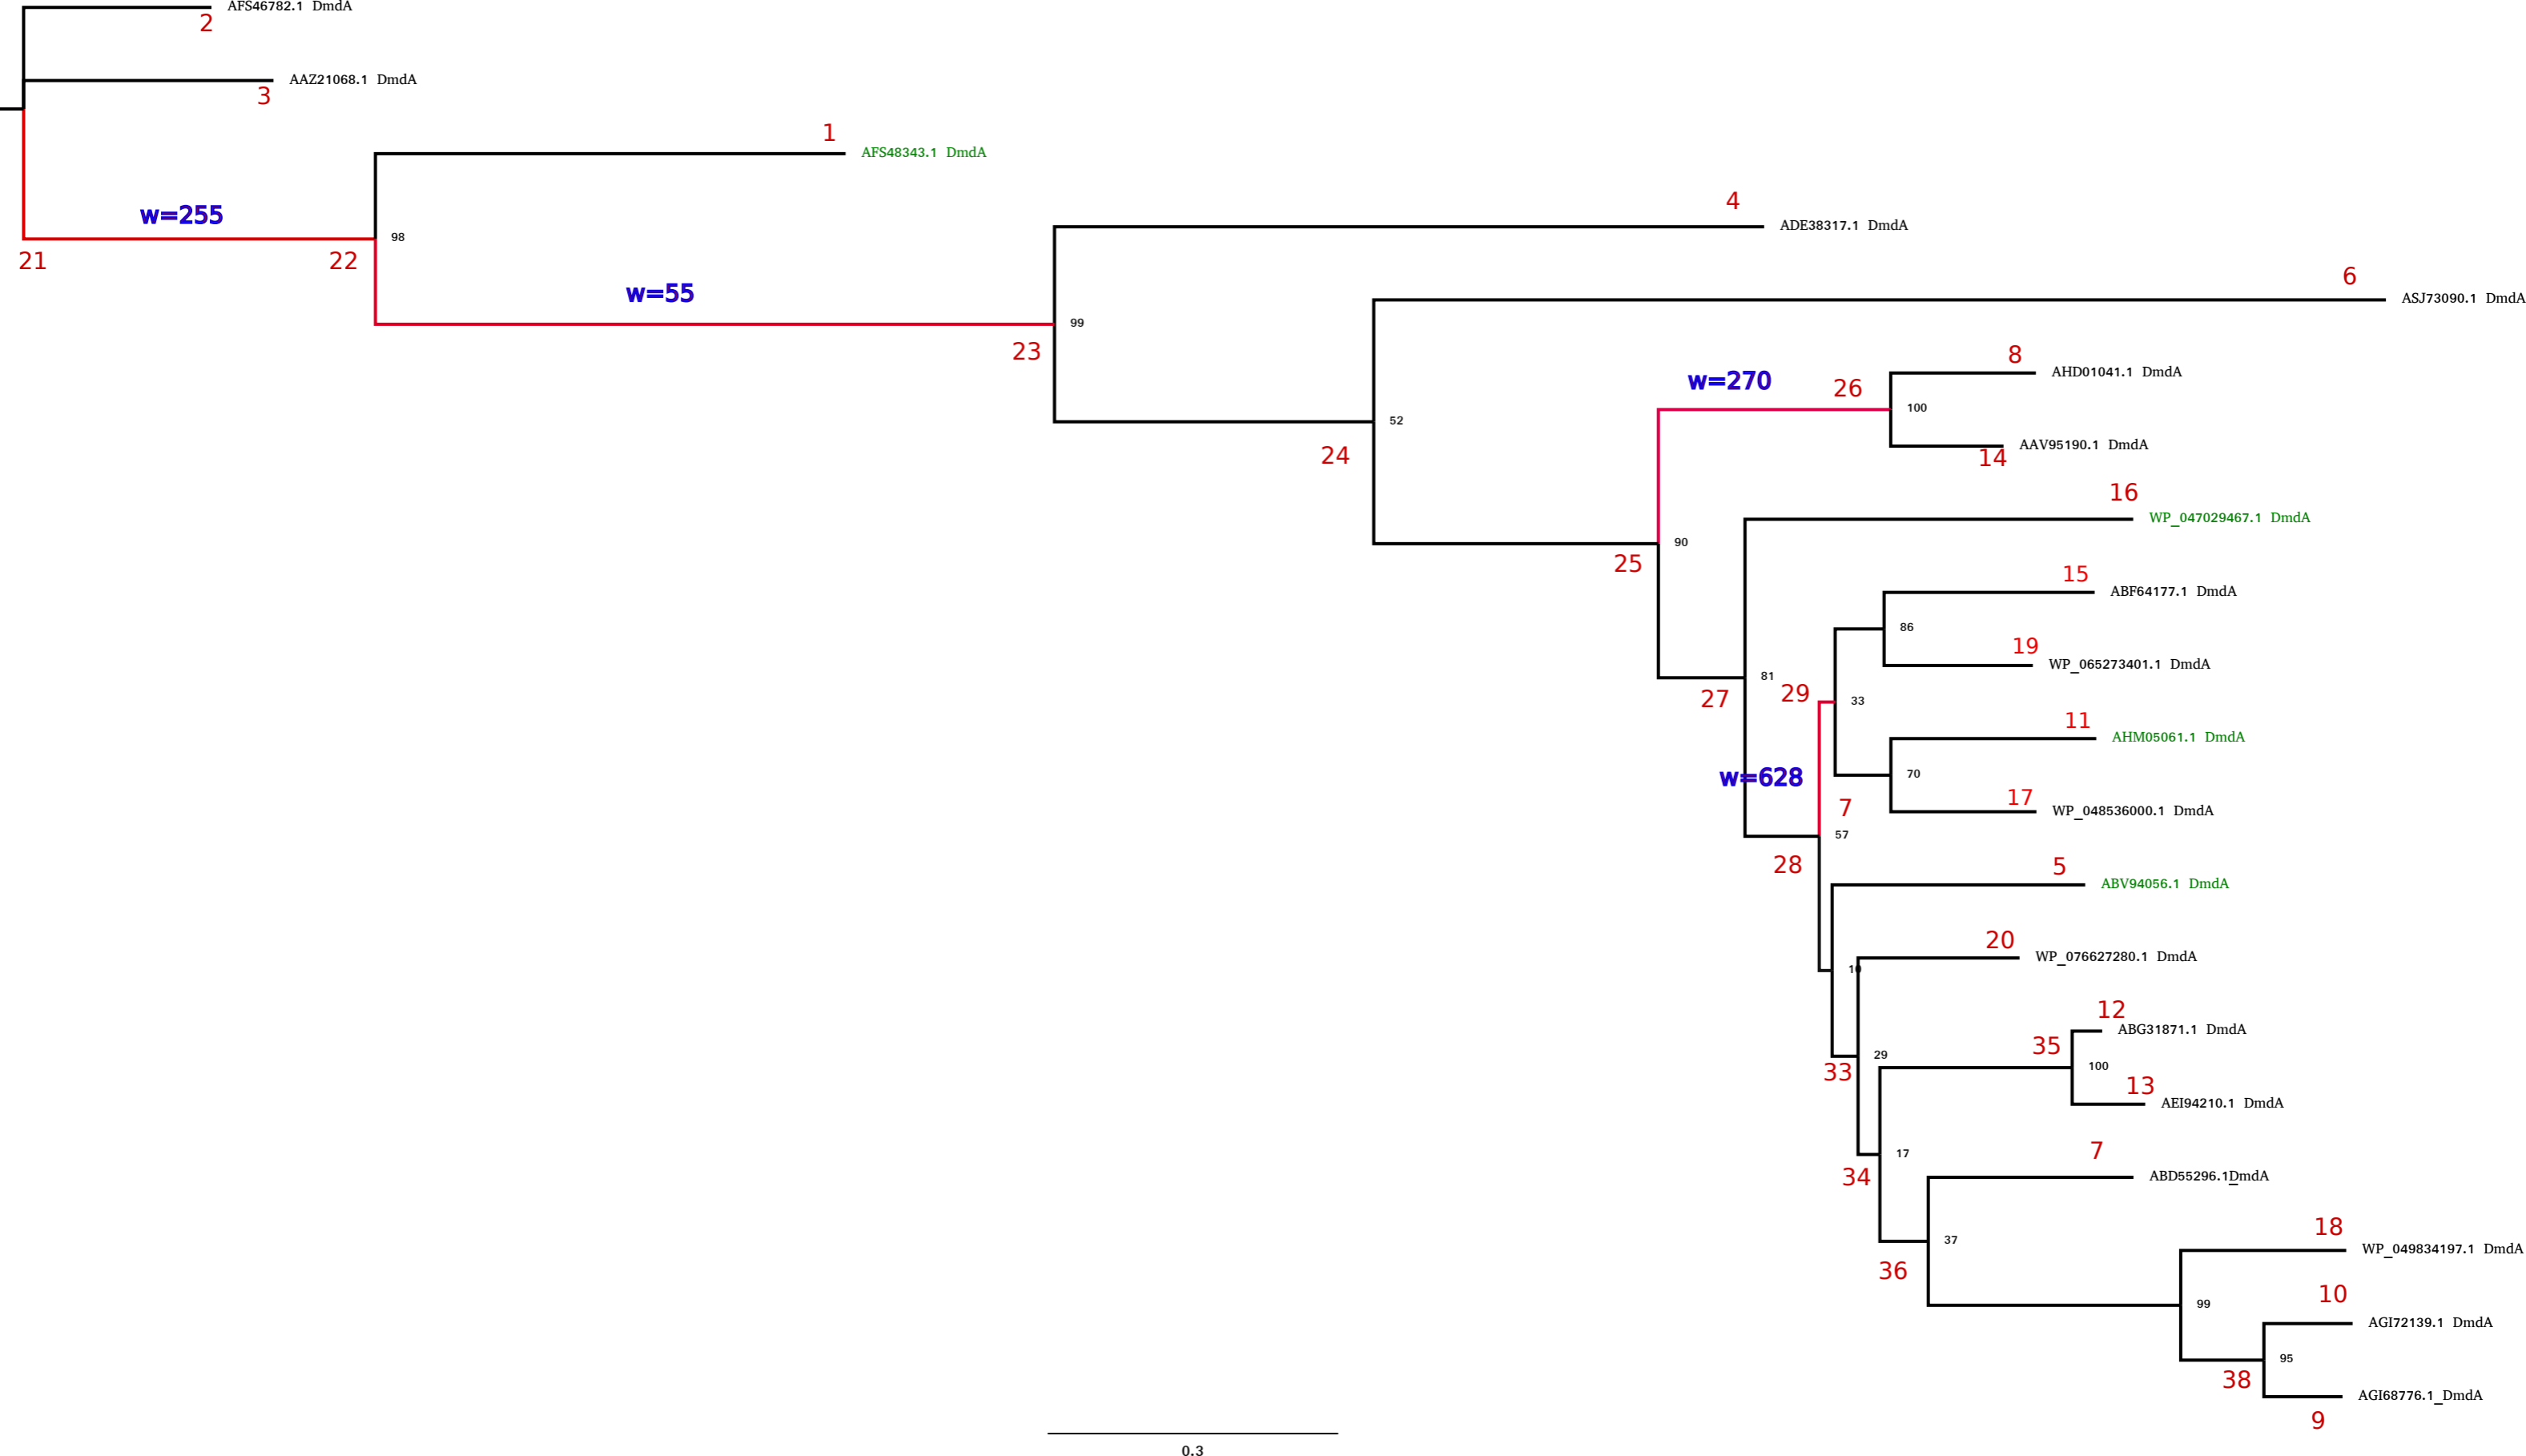 AFS46782.1 DmdA
2
AAZ21068.1 DmdA
3
1
AFS48343.1 DmdA
w=255
98
21
22
4
ADE38317.1 DmdA
w=55
99
23
6
ASJ73090.1 DmdA
8
AHD01041.1 DmdA
w=270
26
100
52
24
AAV95190.1 DmdA
14
16
WP_047029467.1 DmdA
90
25
15
ABF64177.1 DmdA
86
19
WP_065273401.1 DmdA
81
27
29
33
11
AHM05061.1 DmdA
w=628
70
17
WP_048536000.1 DmdA
7
57
28
5
ABV94056.1 DmdA
20
WP_076627280.1 DmdA
10
12
ABG31871.1 DmdA
35
29
33
100
13
AEI94210.1 DmdA
17
34
7
ABD55296.1_DmdA
18
WP_049834197.1 DmdA
37
36
10
99
AGI72139.1 DmdA
95
38
AGI68776.1_DmdA
9
0.3